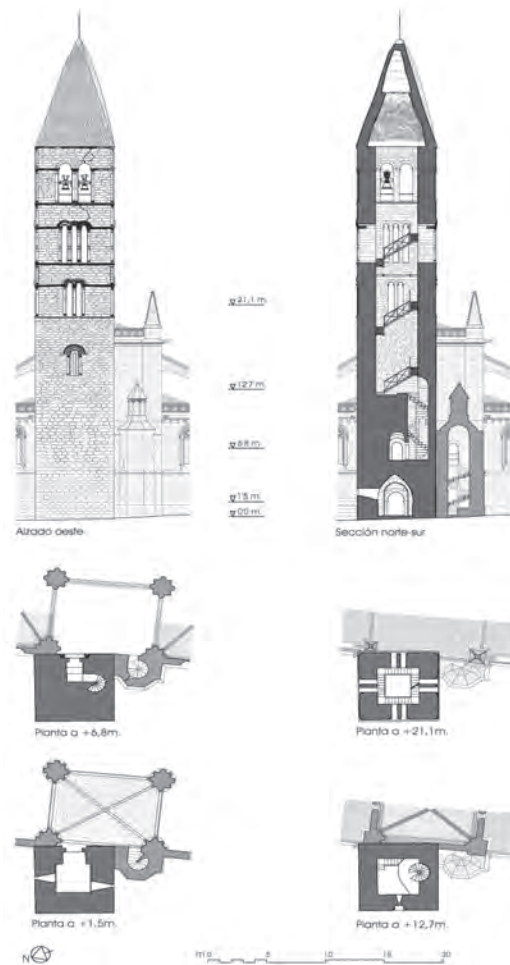 21,1 m.
12,7 m.
6,8 m.
1,5 m.
0,0 m.
Alzado oeste
Sección norte-sur
Planta a +6,8m.
Planta a +21,1m.
Planta a +1,5m.
Planta a +12,7m.
N
m 0 5 10 15 20